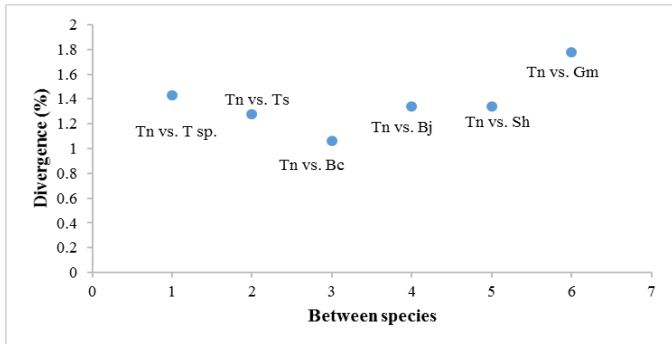 2
1.8
1.6
1.4
1.2
1
0.8
0.6
0.4
0.2
0
Divergence (%)
Tn vs. T sp.
Tn vs. Ts
Tn vs. Bc
Tn vs. Bj
Tn vs. Sh
Tn vs. Gm
0 1 2 3 4 5 6 7
Between species